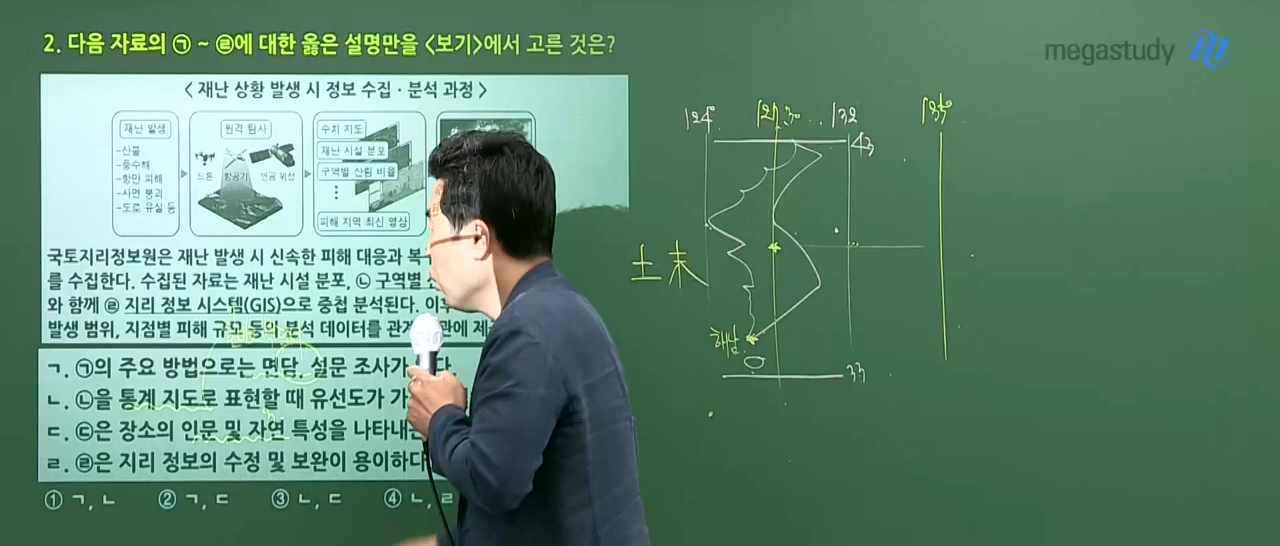 2. 다음 자료의 ㉠ ~ ㉣에 대한 옳은 설명만을 <보기>에서 고른 것은?
megastudy
< 재난 상황 발생 시 정보 수집 · 분석 과정 >
재난 발생
-산불
-풍수해
-항만 피해
-사면 붕괴
-도로 유실 등
원격 탐사
드론 항공기 인공 위성
수치 지도
재난 시설 분포
구역별 산림 비율
피해 지역 최신 영상
국토지리정보원은 재난 발생 시 신속한 피해 대응과 복
를 수집한다. 수집된 자료는 재난 시설 분포, ㉡ 구역별
와 함께 ㉣ 지리 정보 시스템(GIS)으로 중첩 분석된다. 이후
발생 범위, 지점별 피해 규모 등의 분석 데이터를 관계 관에 제
ㄱ. ㉠의 주요 방법으로는 면담, 설문 조사가 다.
ㄴ. ㉡을 통계 지도로 표현할 때 유선도가 가
ㄷ. ㉢은 장소의 인문 및 자연 특성을 나타내는
ㄹ. ㉣은 지리 정보의 수정 및 보완이 용이하다
① ㄱ, ㄴ ② ㄱ, ㄷ ③ ㄴ, ㄷ ④ ㄴ, ㄹ
124° 127.30 132 135°
43
土末
해남
33